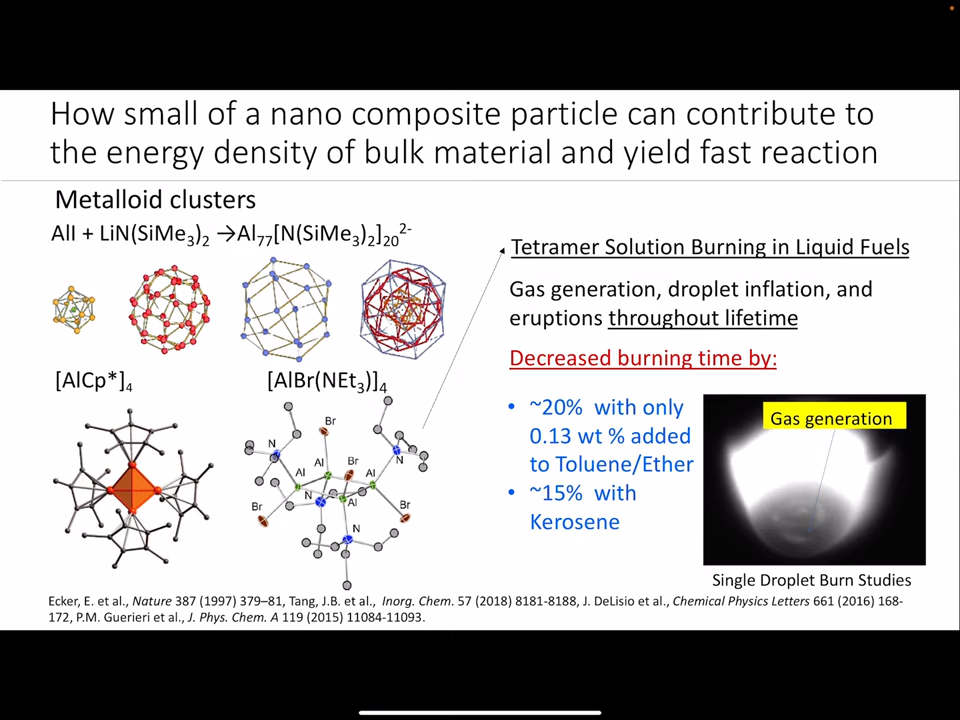 How small of a nano composite particle can contribute to
the energy density of bulk material and yield fast reaction
Metalloid clusters
AlI + LiN(SiMe₃)₂ →Al₇₇[N(SiMe₃)₂]₂₀²⁻
[AlCp*]₄
[AlBr(NEt₃)]₄
Br
N
Al
Al
Br
Al
N
Br
N
Al
Br
N
Tetramer Solution Burning in Liquid Fuels
Gas generation, droplet inflation, and
eruptions throughout lifetime
Decreased burning time by:
• ~20% with only
0.13 wt % added
to Toluene/Ether
• ~15% with
Kerosene
Gas generation
Single Droplet Burn Studies
Ecker, E. et al., Nature 387 (1997) 379–81, Tang, J.B. et al., Inorg. Chem. 57 (2018) 8181-8188, J. DeLisio et al., Chemical Physics Letters 661 (2016) 168-
172, P.M. Guerieri et al., J. Phys. Chem. A 119 (2015) 11084-11093.